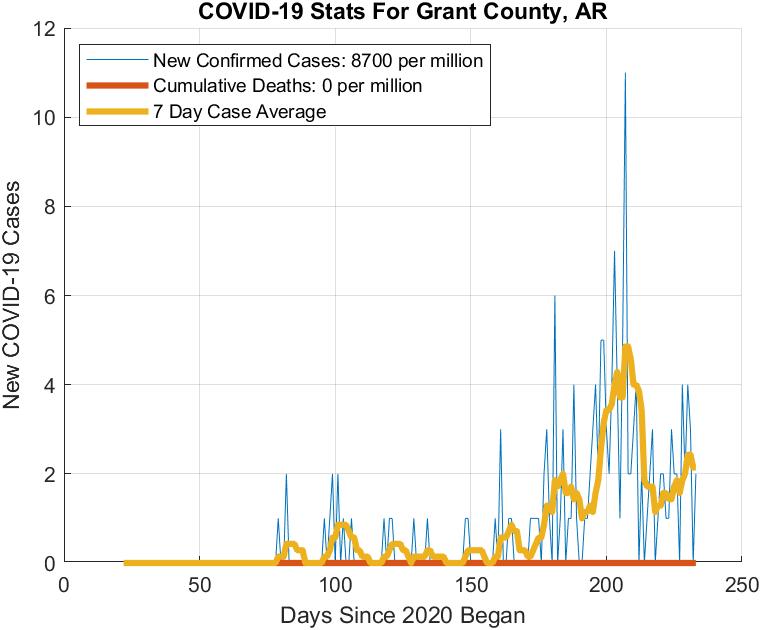 COVID-19 Stats For Grant County, AR
New Confirmed Cases: 8700 per million
Cumulative Deaths: 0 per million
7 Day Case Average
New COVID-19 Cases
12
10
8
6
4
2
0
0 50 100 150 200 250
Days Since 2020 Began